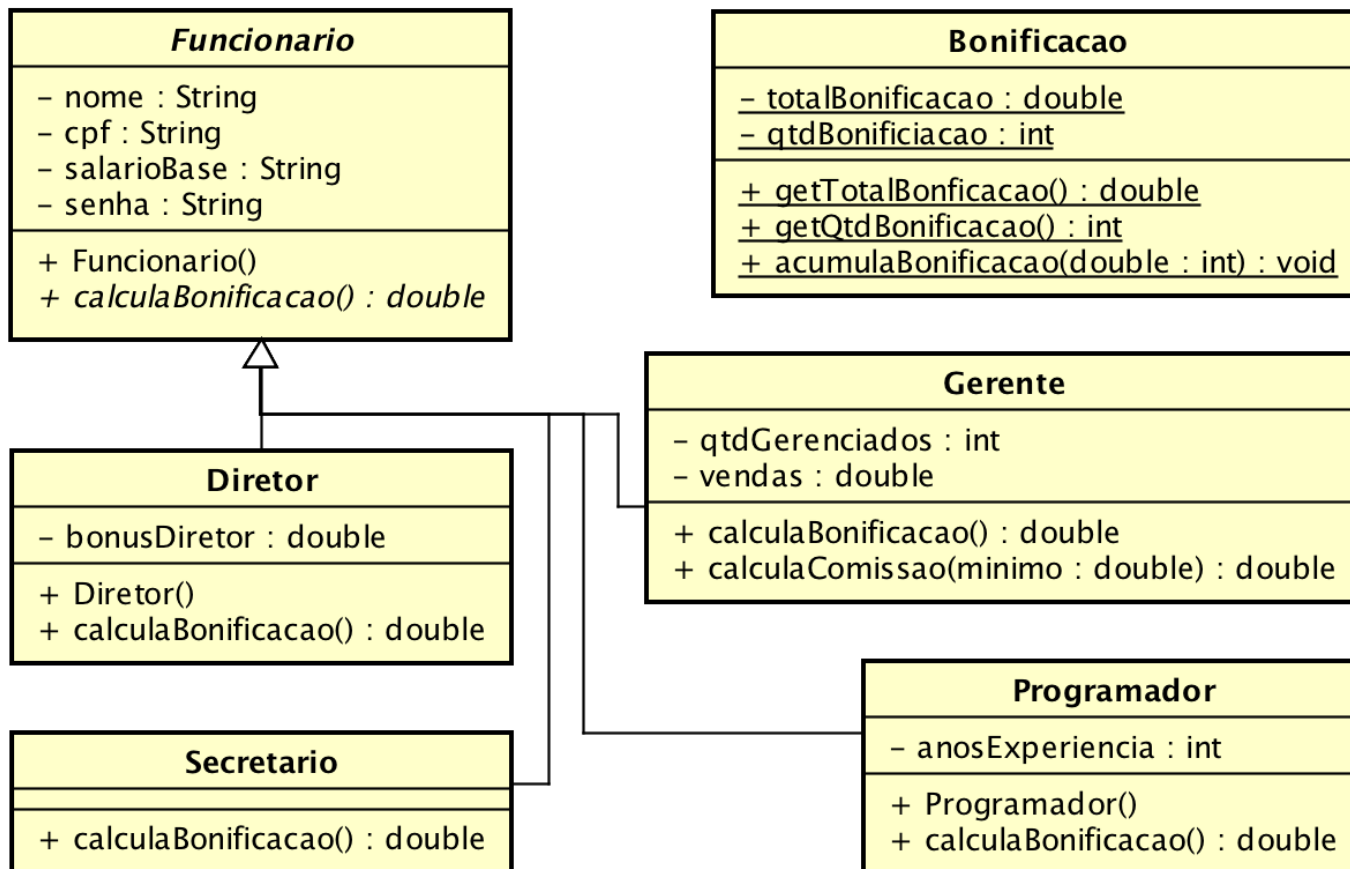 Funcionario
– nome : String
– cpf : String
– salarioBase : String
– senha : String
+ Funcionario()
+ calculaBonificacao() : double
Bonificacao
– totalBonificacao : double
– qtdBonificiacao : int
+ getTotalBonficacao() : double
+ getQtdBonificacao() : int
+ acumulaBonificacao(double : int) : void
Gerente
– qtdGerenciados : int
– vendas : double
+ calculaBonificacao() : double
+ calculaComissao(minimo : double) : double
Diretor
– bonusDiretor : double
+ Diretor()
+ calculaBonificacao() : double
Secretario
+ calculaBonificacao() : double
Programador
– anosExperiencia : int
+ Programador()
+ calculaBonificacao() : double